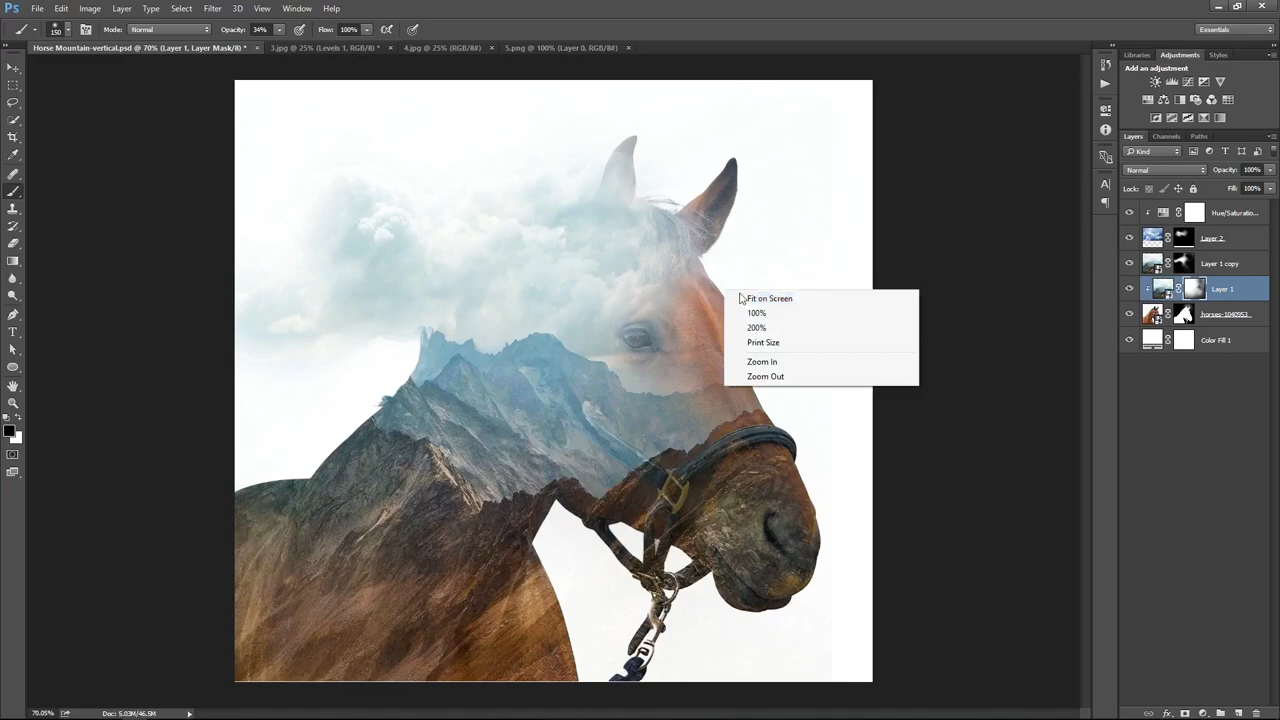 Ps File Edit Image Layer Type Select Filter 3D View Window Help
150 Mode: Normal Opacity: 34% Flow: 100% Essentials
Horse Mountain-vertical.psd @ 70% (Layer 1, Layer Mask/8) * × 3.jpg @ 25% (Levels 1, RGB/8) * × 4.jpg @ 25% (RGB/8#) × 5.png @ 100% (Layer 0, RGB/8#) ×
Libraries Adjustments Styles
Add an adjustment
Layers Channels Paths
Kind
Normal Opacity: 100%
Lock: Fill: 100%
Hue/Saturatio...
Layer 2
Layer 1 copy
Layer 1
Color Fill 1
Fit on Screen
100%
200%
Print Size
Zoom In
Zoom Out
70.05% Doc: 5.03M/46.5M